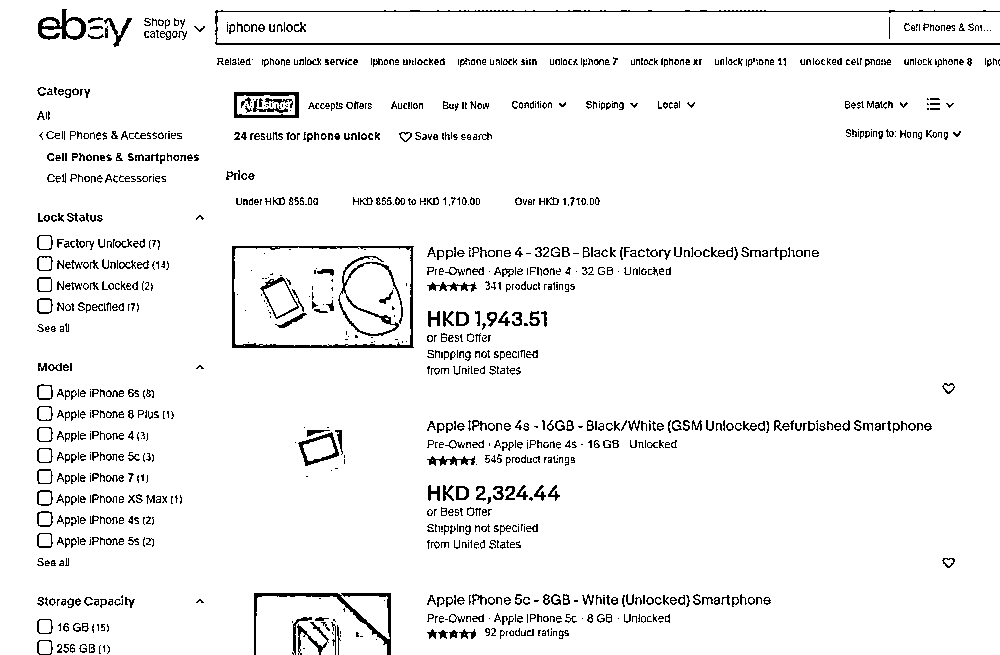 ebay
Shop by category
iphone unlock
Cell Phones & Sm...
Related: iphone unlock service iphone unlocked iphone unlock sim unlock iphone 7 unlock iphone xr unlock iphone 11 unlocked cell phone unlock iphone 8
Category
All
Cell Phones & Accessories
Cell Phones & Smartphones
Cell Phone Accessories
Lock Status
Factory Unlocked (7)
Network Unlocked (14)
Network Locked (2)
Not Specified (7)
See all
Model
Apple iPhone 6s (8)
Apple iPhone 8 Plus (1)
Apple iPhone 4 (3)
Apple iPhone 5c (3)
Apple iPhone 7 (1)
Apple iPhone XS Max (1)
Apple iPhone 4s (2)
Apple iPhone 5s (2)
See all
Storage Capacity
16 GB (15)
256 GB (1)
All Listings Accepts Offers Auction Buy It Now Condition Shipping Local Best Match
24 results for iphone unlock Save this search Shipping to: Hong Kong
Price
Under HKD 855.00 HKD 855.00 to HKD 1,710.00 Over HKD 1,710.00
Apple iPhone 4 - 32GB - Black (Factory Unlocked) Smartphone
Pre-Owned · Apple iPhone 4 · 32 GB · Unlocked
341 product ratings
HKD 1,943.51
or Best Offer
Shipping not specified
from United States
Apple iPhone 4s - 16GB - Black/White (GSM Unlocked) Refurbished Smartphone
Pre-Owned · Apple iPhone 4s · 16 GB · Unlocked
545 product ratings
HKD 2,324.44
or Best Offer
Shipping not specified
from United States
Apple iPhone 5c - 8GB - White (Unlocked) Smartphone
Pre-Owned · Apple iPhone 5c · 8 GB · Unlocked
92 product ratings